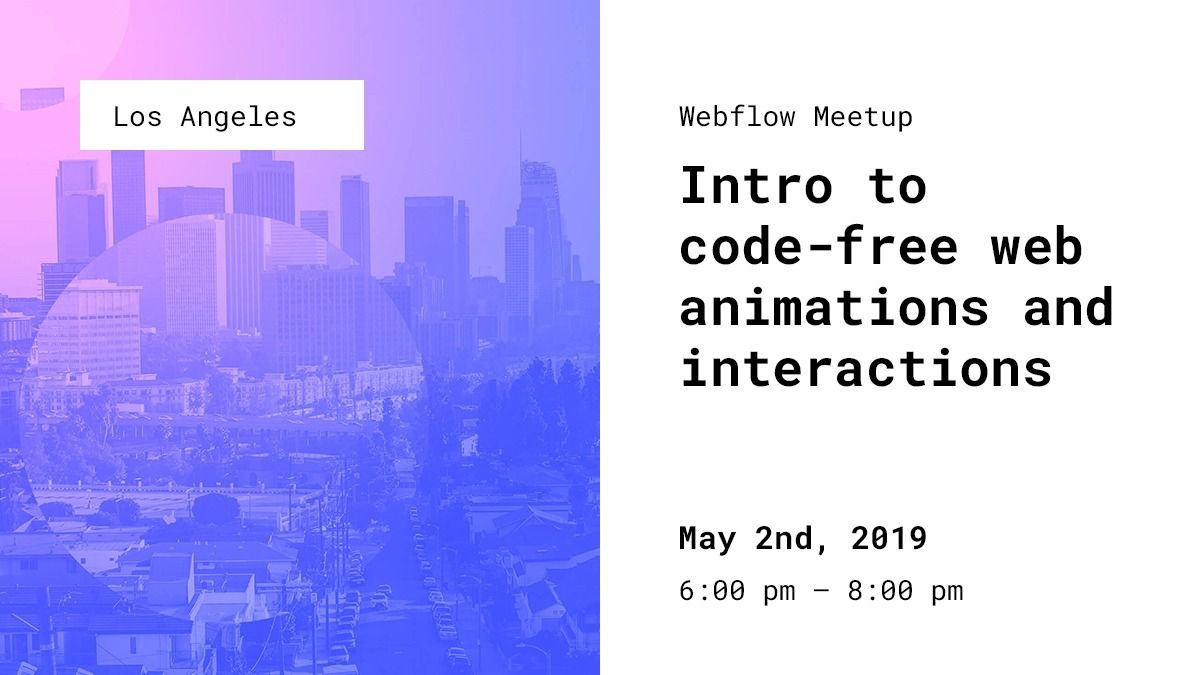 Los Angeles
Webflow Meetup
Intro to
code-free web
animations and
interactions
May 2nd, 2019
6:00 pm – 8:00 pm